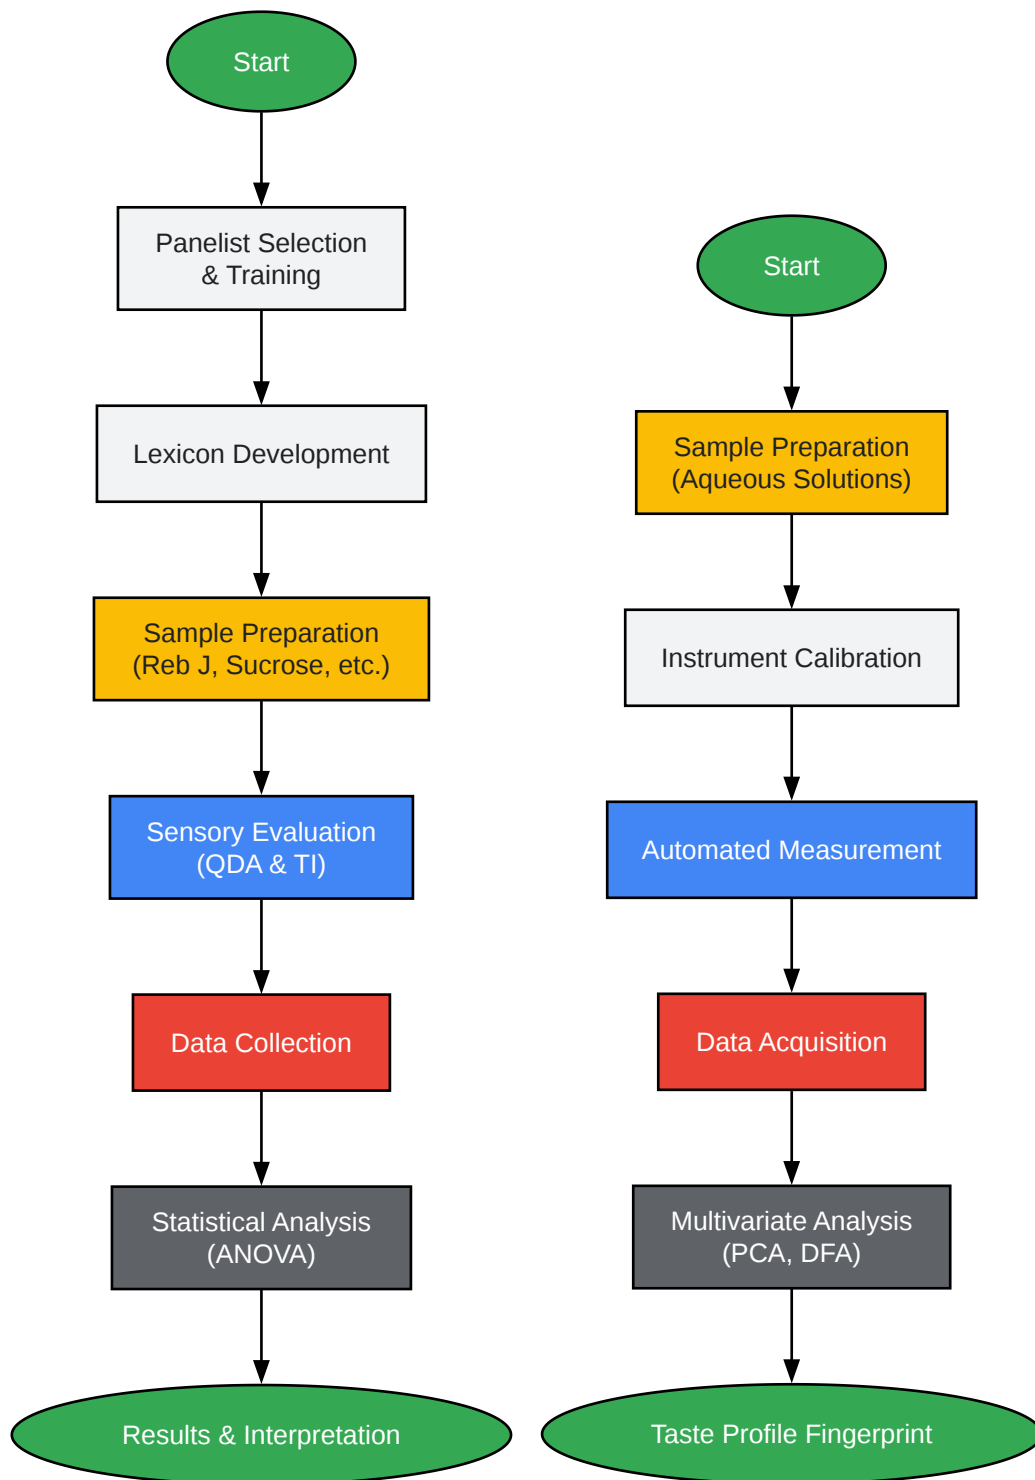 Start
Panelist Selection
& Training
Lexicon Development
Sample Preparation
(Reb J, Sucrose, etc.)
Sensory Evaluation
(QDA & TI)
Data Collection
Statistical Analysis
(ANOVA)
Results & Interpretation
Start
Sample Preparation
(Aqueous Solutions)
Instrument Calibration
Automated Measurement
Data Acquisition
Multivariate Analysis
(PCA, DFA)
Taste Profile Fingerprint